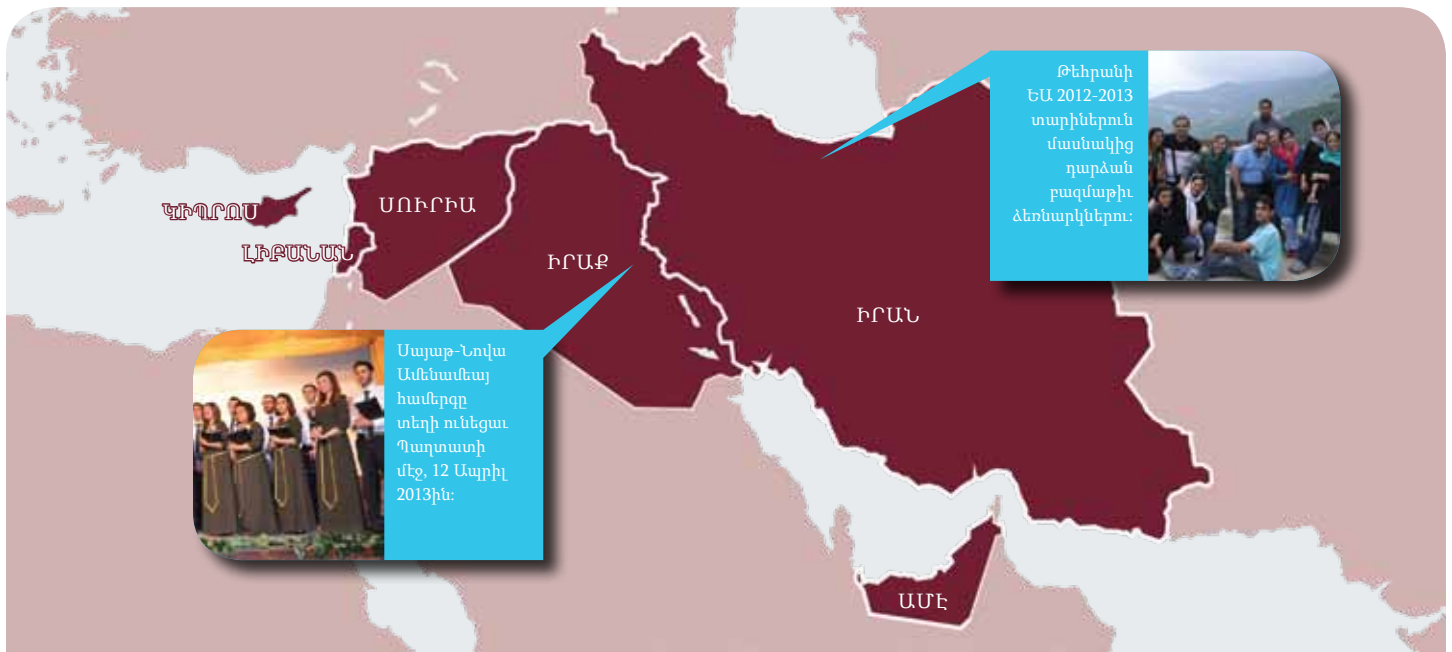 Թեհրանի
ԵԱ 2012-2013
տարիներուն
մասնակից
դարձան
բազմաթիւ
ձեռնարկներու:
ԿԻՊՐՈՍ
ՍՈՒՐԻԱ
ԼԻԲԱՆԱՆ
ԻՐԱՔ
ԻՐԱՆ
Սայաթ-Նովա
Ամենամեայ
համերգը
տեղի ունեցաւ
Պաղտատի
մէջ, 12 Ապրիլ
2013ին:
ԱՄԷ